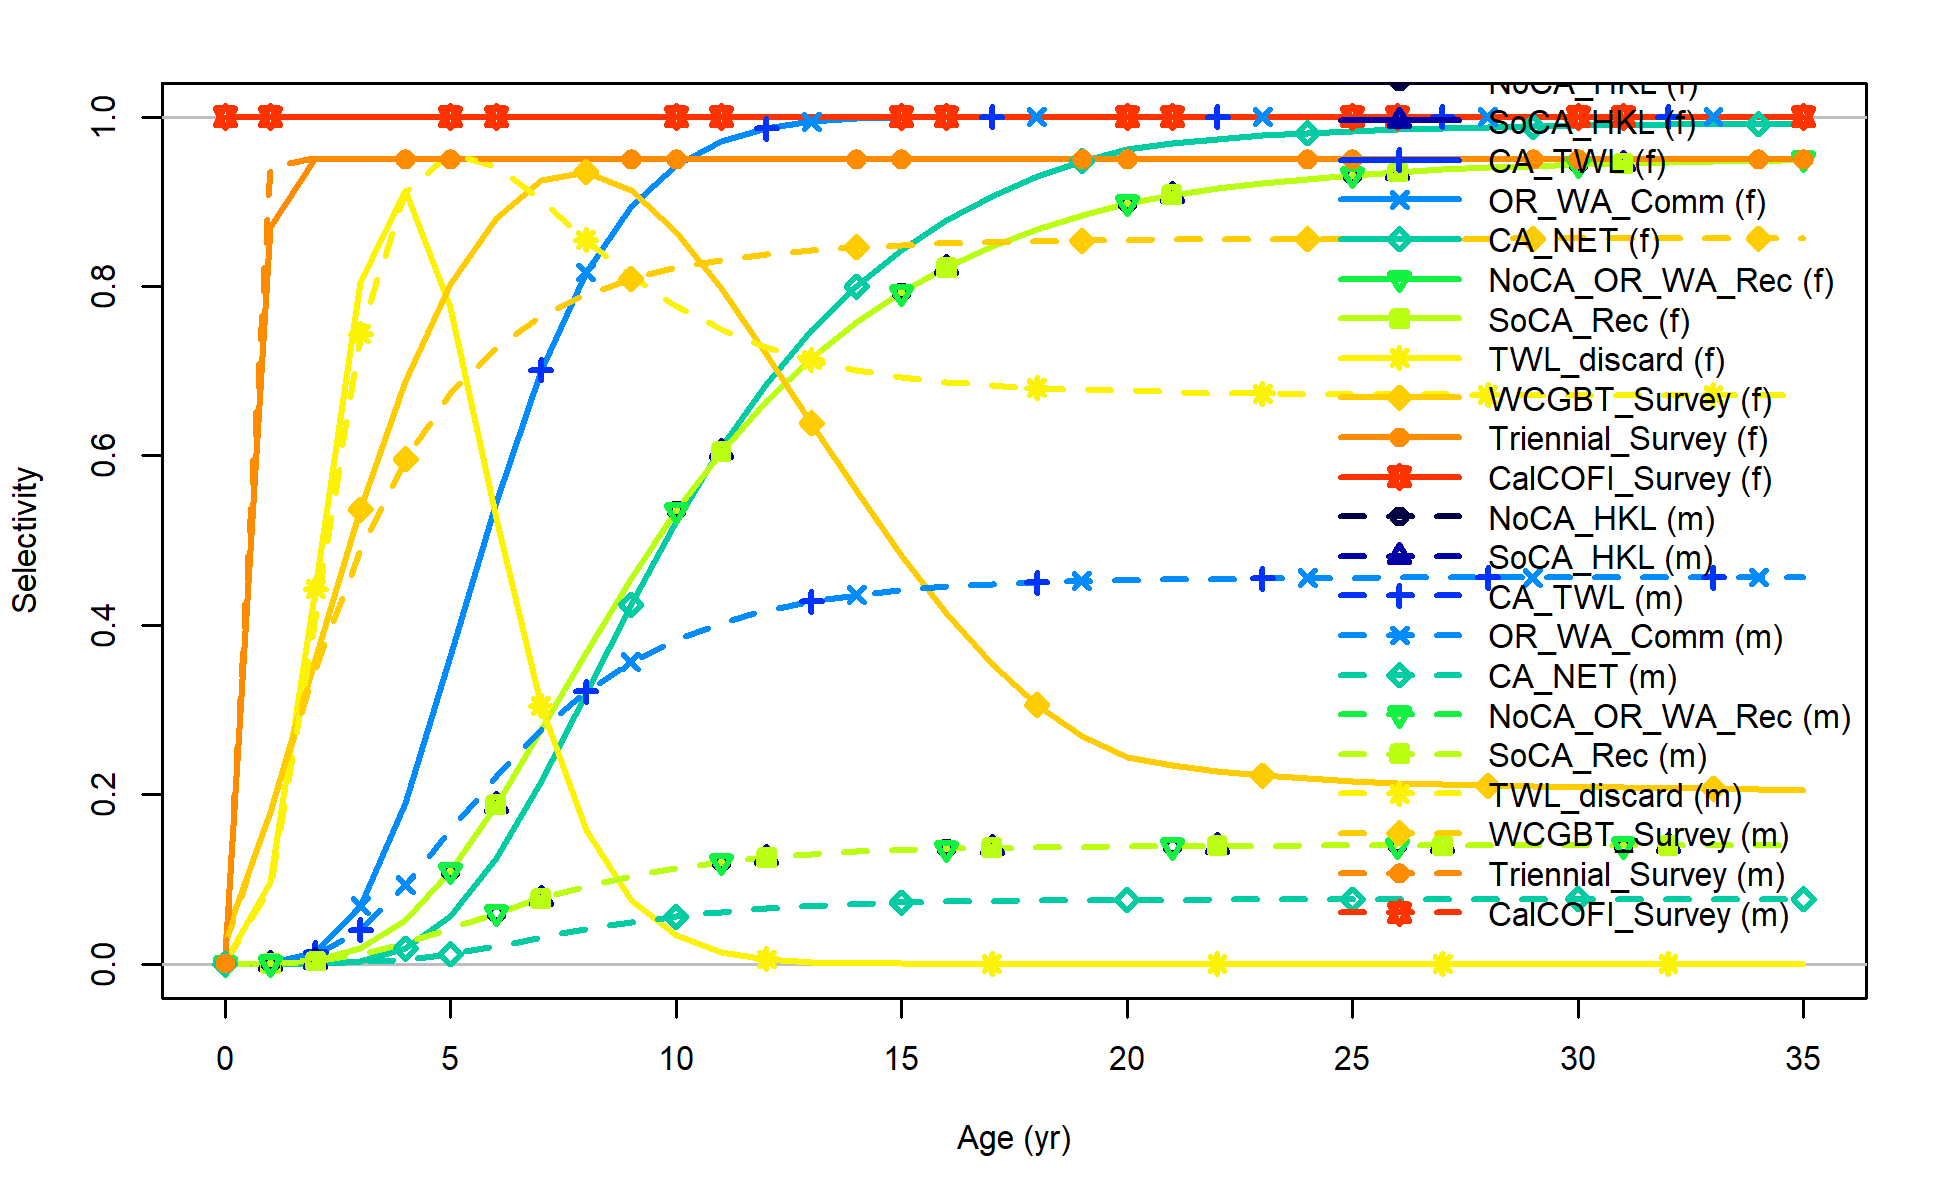 NoCA_HKL (f)
SoCA_HKL (f)
CA_TWL (f)
OR_WA_Comm (f)
CA_NET (f)
NoCA_OR_WA_Rec (f)
SoCA_Rec (f)
TWL_discard (f)
WCGBT_Survey (f)
Triennial_Survey (f)
CalCOFI_Survey (f)
NoCA_HKL (m)
SoCA_HKL (m)
CA_TWL (m)
OR_WA_Comm (m)
CA_NET (m)
NoCA_OR_WA_Rec (m)
SoCA_Rec (m)
TWL_discard (m)
WCGBT_Survey (m)
Triennial_Survey (m)
CalCOFI_Survey (m)
Selectivity
1.0
0.8
0.6
0.4
0.2
0.0
0 5 10 15 20 25 30 35
Age (yr)